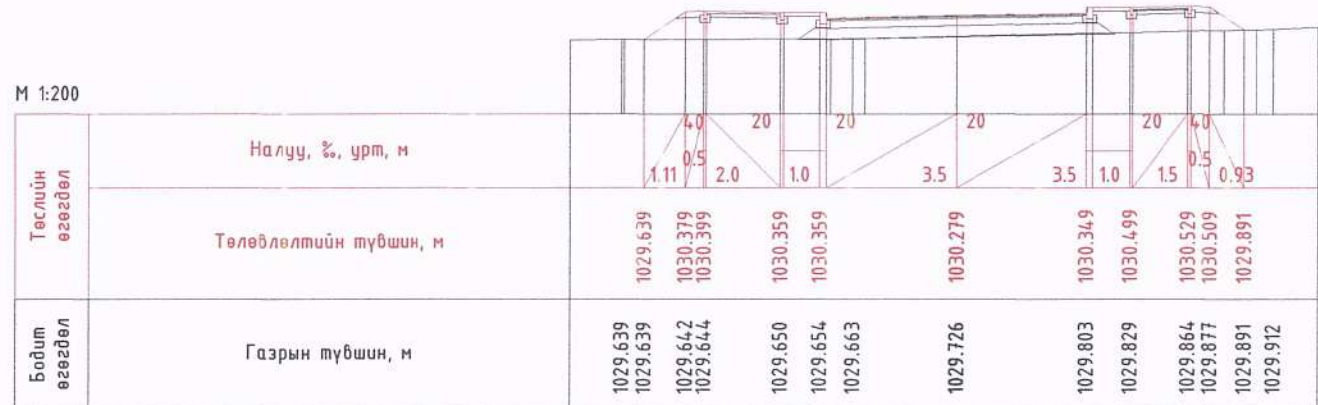 М 1:200
Төслийн өгөгдөл
Налуу, ‰, урт, м
40 20 20 20 20 40
0.5 0.5
1.11 2.0 1.0 3.5 3.5 1.0 1.5 0.93
Төлөвлөлтийн түвшин, м
1029.639 1030.379 1030.399 1030.359 1030.359 1030.279 1030.349 1030.499 1030.529 1030.509 1029.891
Бодит өгөгдөл
Газрын түвшин, м
1029.639 1029.639 1029.642 1029.644 1029.650 1029.654 1029.663 1029.726 1029.803 1029.829 1029.864 1029.877 1029.891 1029.912